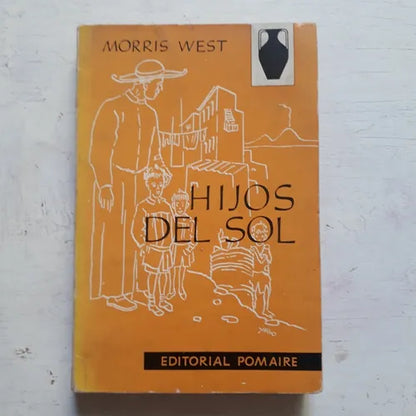 MORRIS WEST
HIJOS
DEL SOL
EDITORIAL POMAIRE